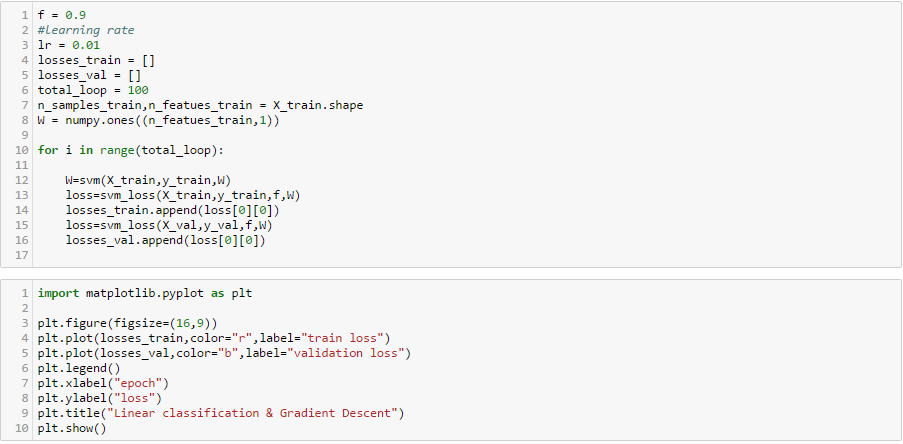 1 f = 0.9
2 #learning rate
3 lr = 0.01
4 losses_train = []
5 losses_val = []
6 total_loop = 100
7 n_samples_train,n_featues_train = X_train.shape
8 W = numpy.ones((n_featues_train,1))
9
10 for i in range(total_loop):
11
12     W=svm(X_train,y_train,W)
13     loss=svm_loss(X_train,y_train,f,W)
14     losses_train.append(loss[0][0])
15     loss=svm_loss(X_val,y_val,f,W)
16     losses_val.append(loss[0][0])
17
1 import matplotlib.pyplot as plt
2
3 plt.figure(figsize=(16,9))
4 plt.plot(losses_train,color="r",label="train loss")
5 plt.plot(losses_val,color="b",label="validation loss")
6 plt.legend()
7 plt.xlabel("epoch")
8 plt.ylabel("loss")
9 plt.title("Linear classification & Gradient Descent")
10 plt.show()